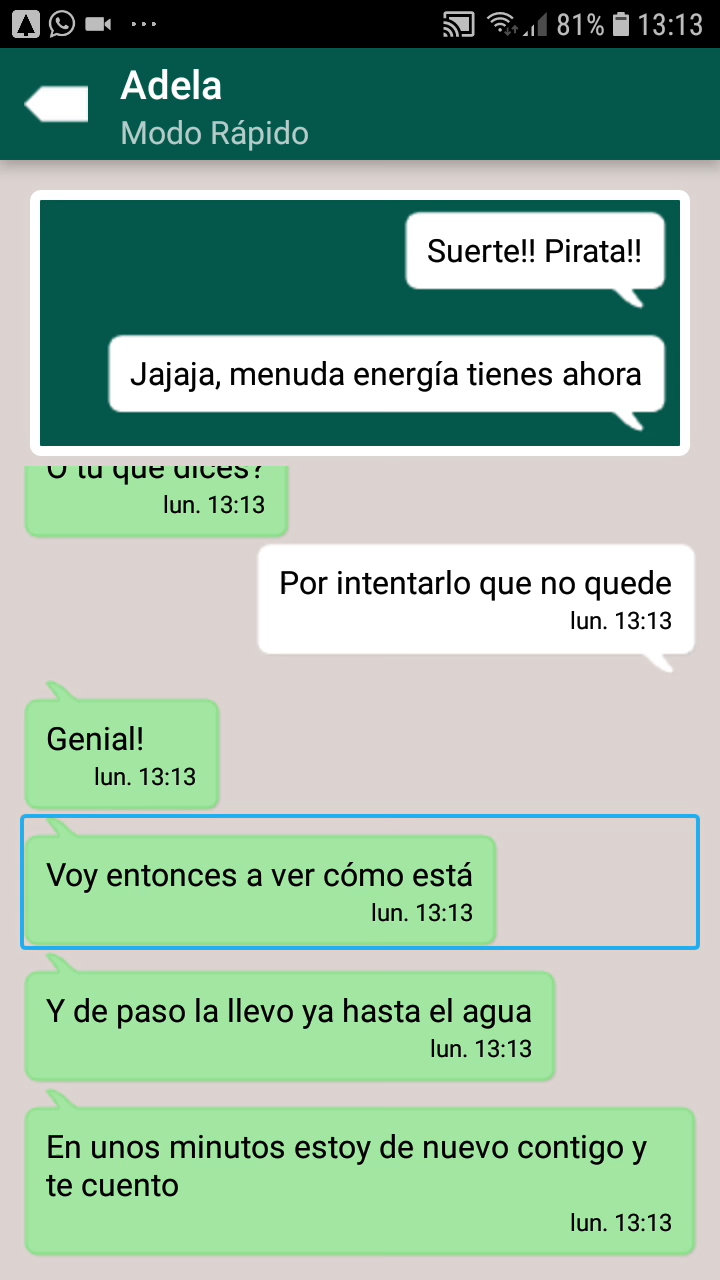 81% 13:13
Adela
Modo Rápido
Suerte!! Pirata!!
Jajaja, menuda energía tienes ahora
O tú que dices?
lun. 13:13
Por intentarlo que no quede
lun. 13:13
Genial!
lun. 13:13
Voy entonces a ver cómo está
lun. 13:13
Y de paso la llevo ya hasta el agua
lun. 13:13
En unos minutos estoy de nuevo contigo y
te cuento
lun. 13:13